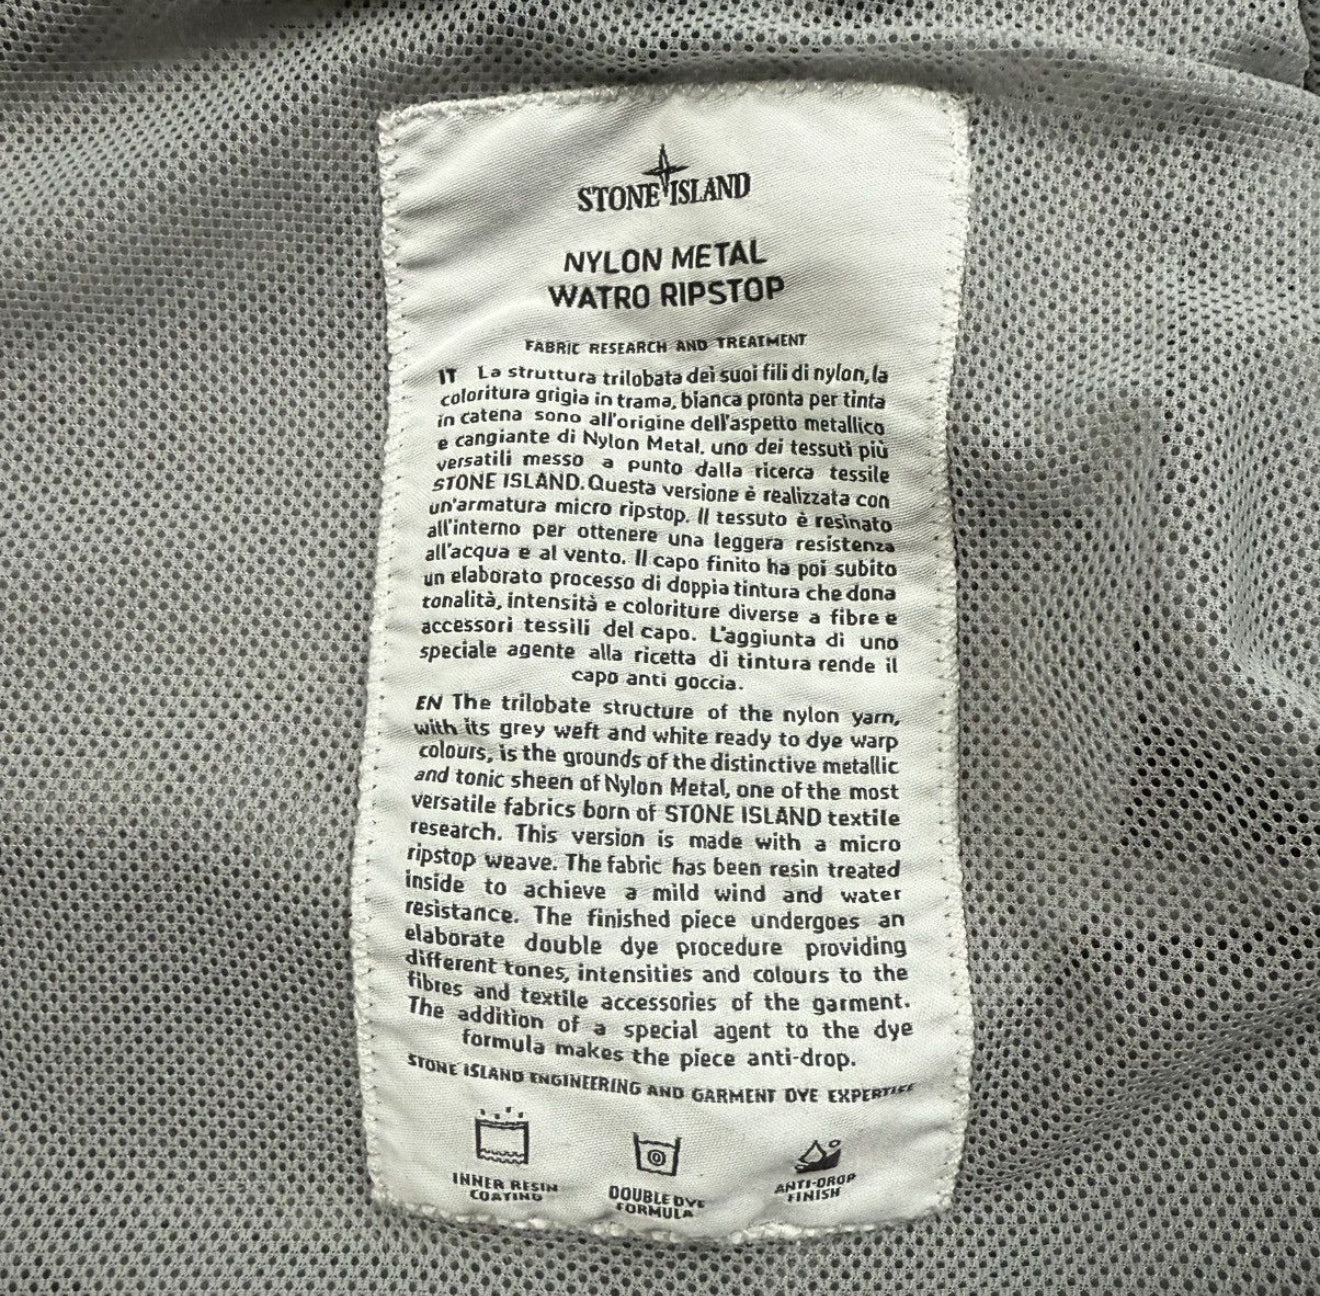 STONE ISLAND
NYLON METAL
WATRO RIPSTOP
FABRIC RESEARCH AND TREATMENT
IT La struttura trilobata dei suoi fili di nylon, la
coloritura grigia in trama, bianca pronta per tinta
in catena sono all'origine dell'aspetto metallico
e cangiante di Nylon Metal, uno dei tessuti più
versatili messo a punto dalla ricerca tessile
STONE ISLAND. Questa versione è realizzata con
un'armatura micro ripstop. Il tessuto è resinato
all'interno per ottenere una leggera resistenza
all'acqua e al vento. Il capo finito ha poi subito
un elaborato processo di doppia tintura che dona
tonalità, intensità e coloriture diverse a fibre e
accessori tessili del capo. L'aggiunta di uno
speciale agente alla ricetta di tintura rende il
capo anti goccia.
EN The trilobate structure of the nylon yarn,
with its grey weft and white ready to dye warp
colours, is the grounds of the distinctive metallic
and tonic sheen of Nylon Metal, one of the most
versatile fabrics born of STONE ISLAND textile
research. This version is made with a micro
ripstop weave. The fabric has been resin treated
inside to achieve a mild wind and water
resistance. The finished piece undergoes an
elaborate double dye procedure providing
different tones, intensities and colours to the
fibres and textile accessories of the garment.
The addition of a special agent to the dye
formula makes the piece anti-drop.
STONE ISLAND ENGINEERING AND GARMENT DYE EXPERTISE
INNER RESIN
COATING
DOUBLE DYE
FORMULA
ANTI-DROP
FINISH